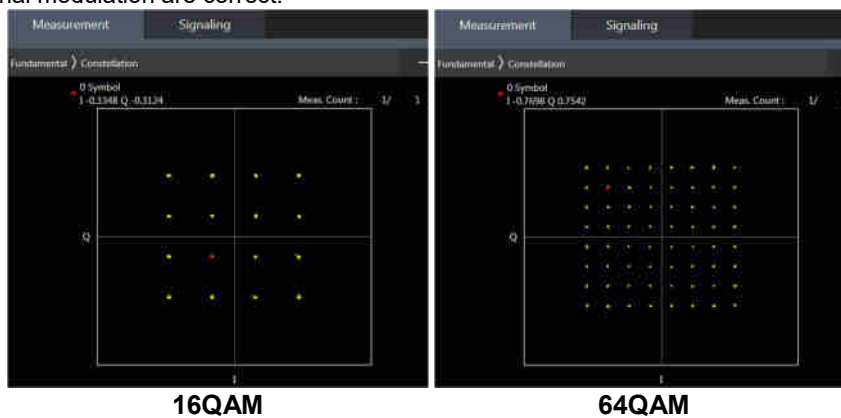 nal modulation are correct.
Measurement Signaling
Fundamental ❭ Constellation
0 Symbol
I -0.3348 Q -0.3124 Meas. Count : 1/ 1
Q
I
16QAM
Measurement Signaling
Fundamental ❭ Constellation
0 Symbol
I -0.7698 Q 0.7542 Meas. Count : 1/
Q
I
64QAM